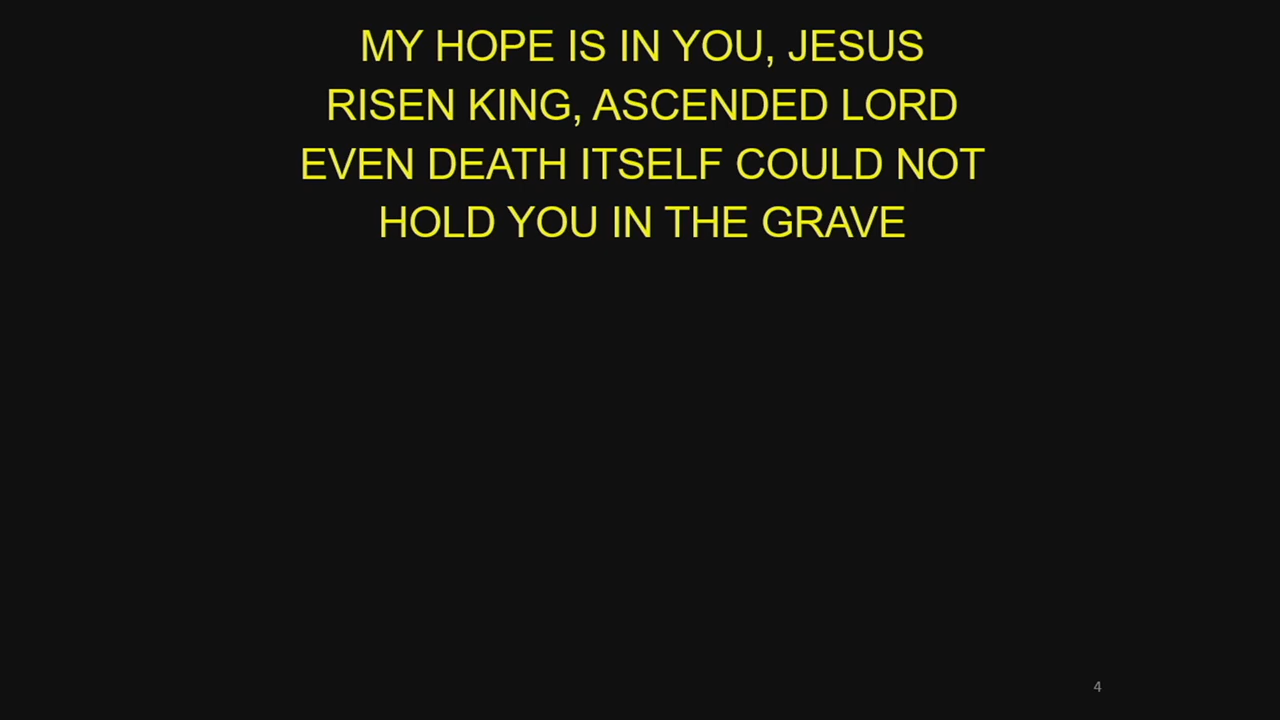 MY HOPE IS IN YOU, JESUS
RISEN KING, ASCENDED LORD
EVEN DEATH ITSELF COULD NOT
HOLD YOU IN THE GRAVE
4